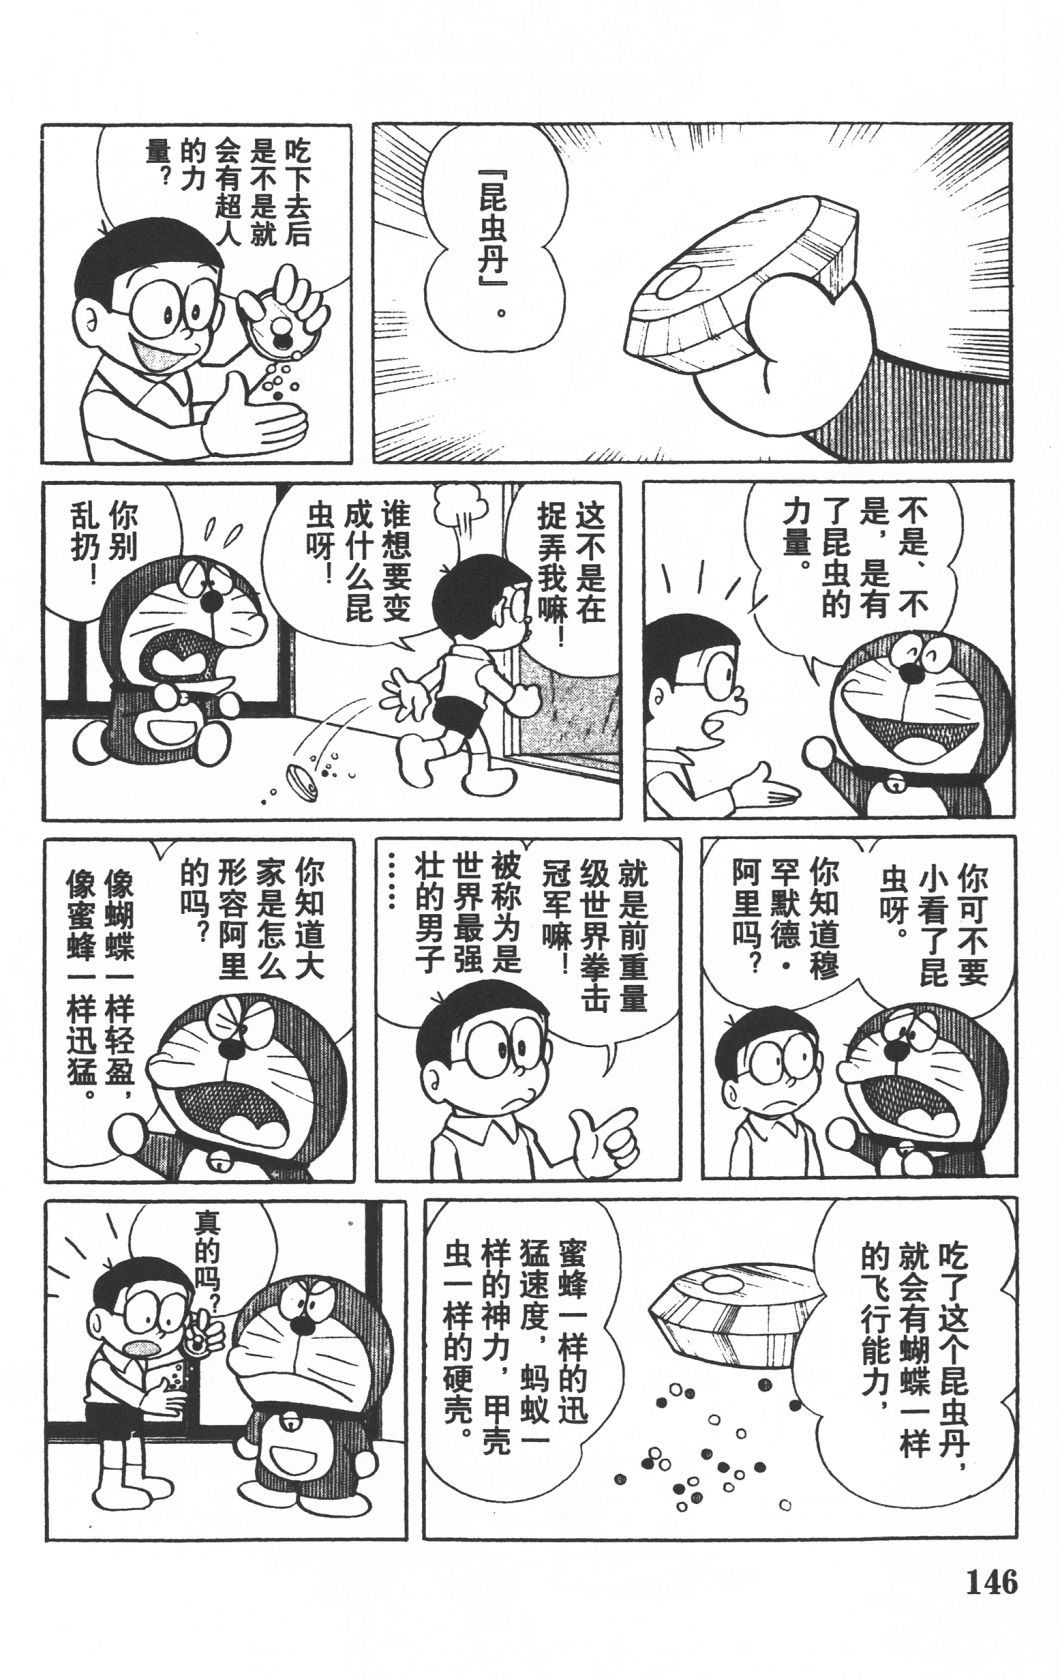 『昆虫丹』。
吃下去后
是不是就
会有超人
的力
量？
不是、不
是，是有
了昆虫的
力量。
这不是在
捉弄我嘛！
谁想要变
成什么昆
虫呀！
你别
乱扔！
你可不要
小看了昆
虫呀。
你知道穆
罕默德·
阿里吗？
就是前重量
级世界拳击
冠军嘛！
被称为是
世界最强
壮的男子
……
你知道大
家是怎么
形容阿里
的吗？
像蝴蝶一样轻盈，
像蜜蜂一样迅猛。
吃了这个昆虫丹，
就会有蝴蝶一样
的飞行能力，
蜜蜂一样的迅
猛速度，蚂蚁一
样的神力，甲壳
虫一样的硬壳。
真的吗？
146